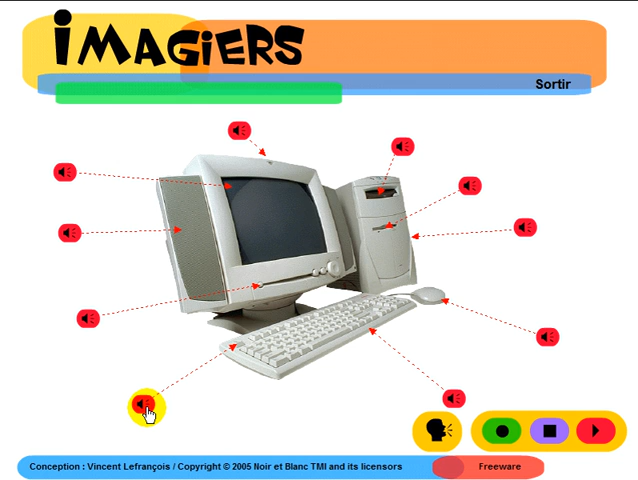 iMAGiERS
Sortir
Conception : Vincent Lefrançois / Copyright © 2005 Noir et Blanc TMI and its licensors
Freeware